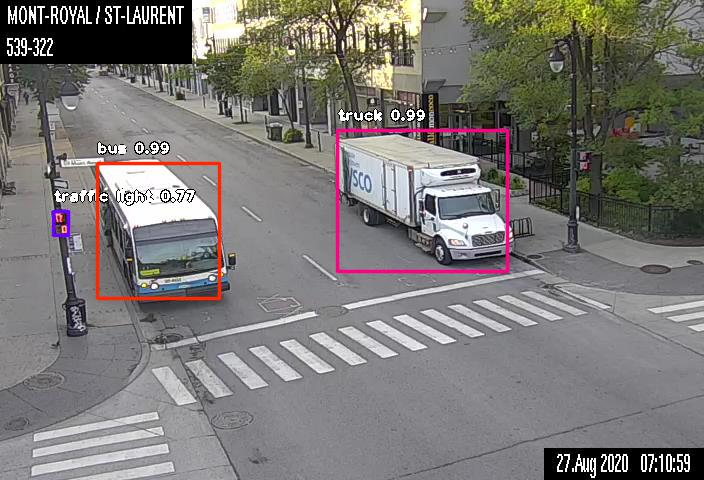 MONT-ROYAL / ST-LAURENT
539-322
truck 0.99
bus 0.99
traffic light 0.77
SCO
27.Aug 2020 07:10:59